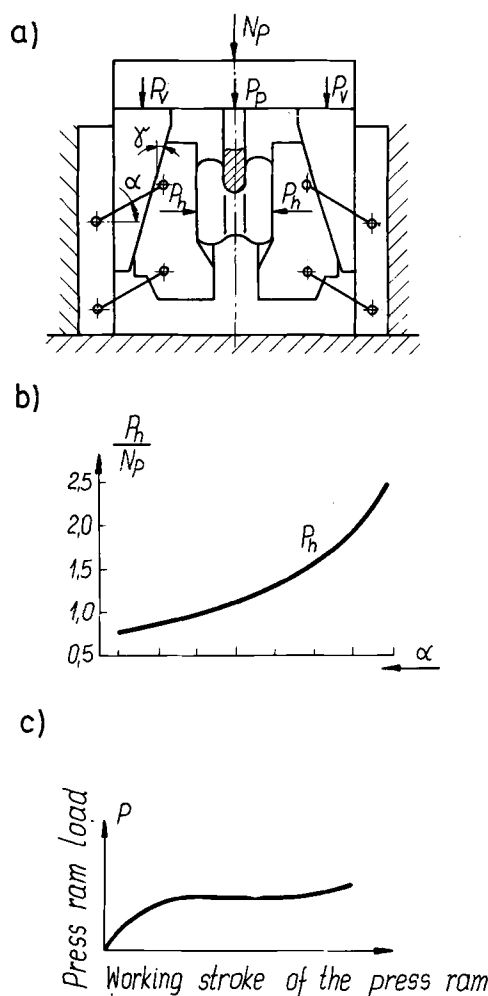 a)
Np
Pv
Pp
Pv
γ
α
Ph
Ph
b)
Ph
Np
2,5
2,0
1,5
1,0
0,5
Ph
α
c)
Press ram load
P
Working stroke of the press ram